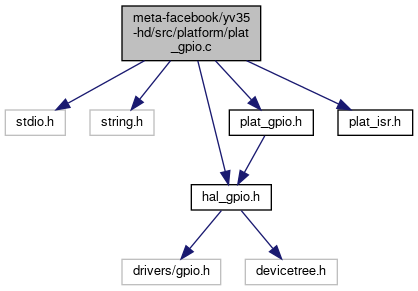 meta-facebook/yv35
-hd/src/platform/plat
_gpio.c
stdio.h
string.h
plat_gpio.h
plat_isr.h
hal_gpio.h
drivers/gpio.h
devicetree.h